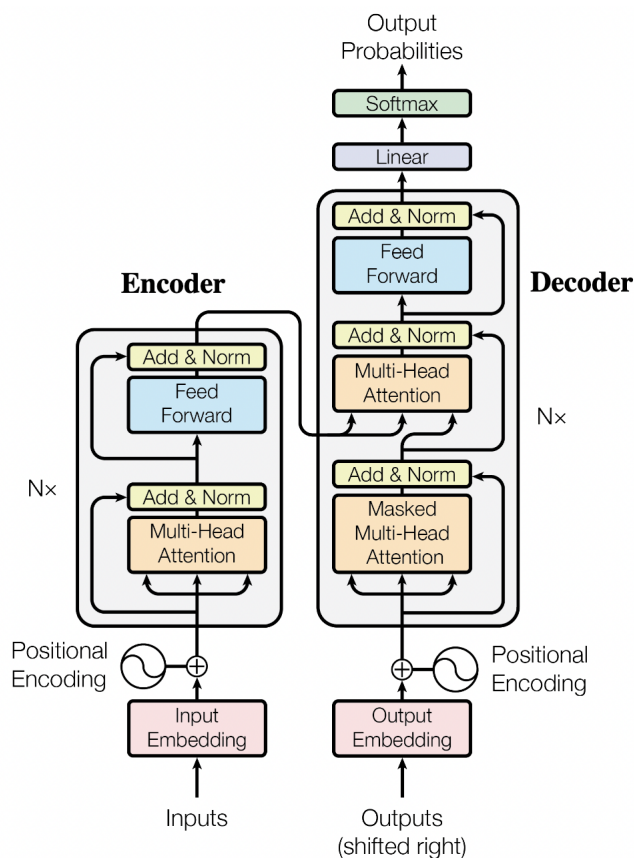 Output
Probabilities
Softmax
Linear
Add & Norm
Feed
Forward
Add & Norm
Multi-Head
Attention
Add & Norm
Masked
Multi-Head
Attention
Decoder
N×
Encoder
Add & Norm
Feed
Forward
Add & Norm
Multi-Head
Attention
N×
Positional
Encoding
Positional
Encoding
Input
Embedding
Output
Embedding
Inputs
Outputs
(shifted right)